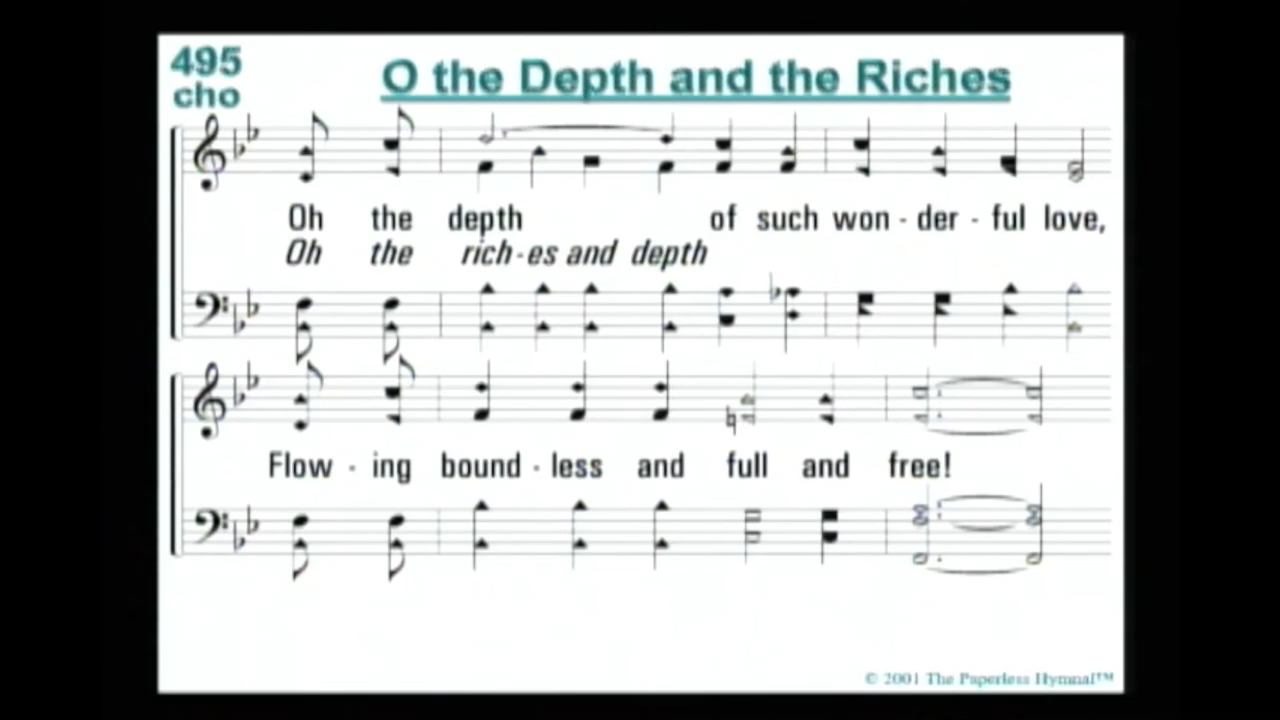 495
cho
O the Depth and the Riches
Oh the depth of such won - der - ful love,
Oh the rich - es and depth
Flow - ing bound - less and full and free!
© 2001 The Paperless Hymnal™